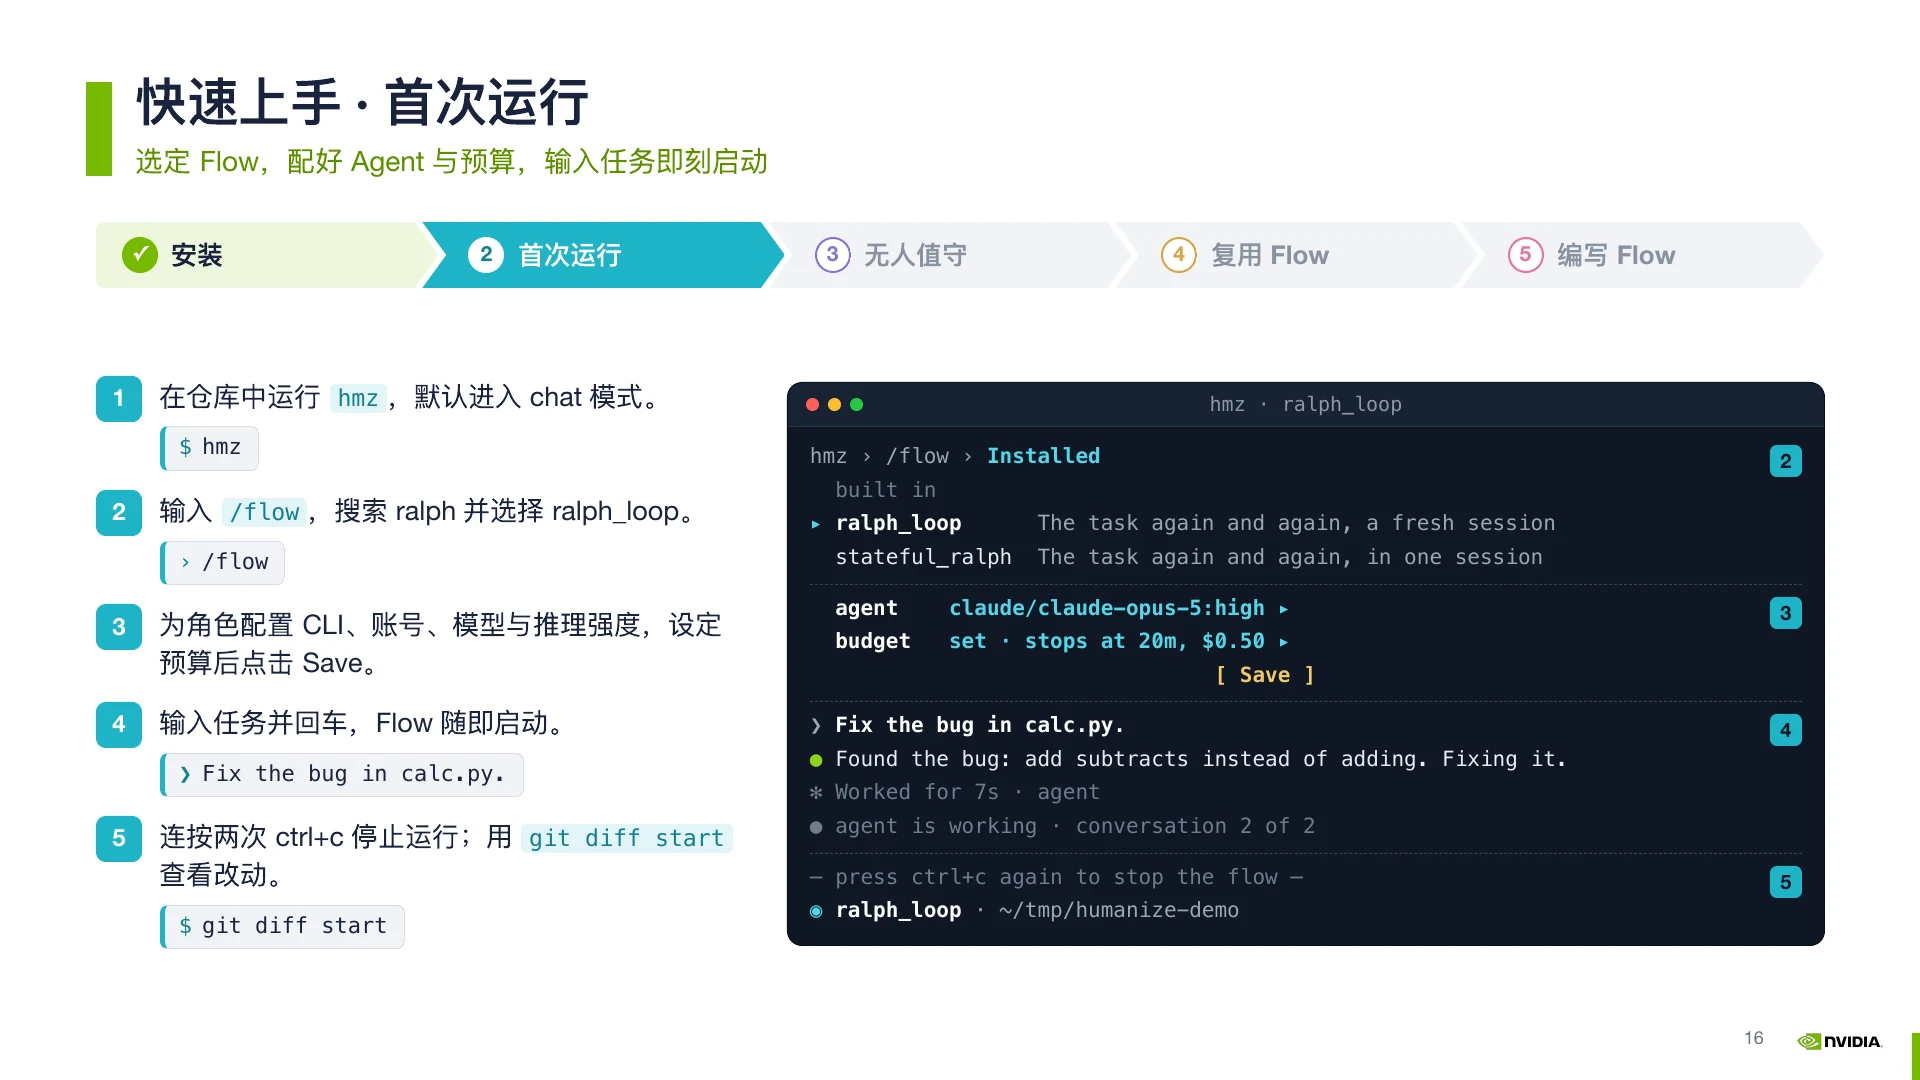 快速上手 · 首次运行
选定 Flow，配好 Agent 与预算，输入任务即刻启动
✓ 安装
2 首次运行
3 无人值守
4 复用 Flow
5 编写 Flow
1 在仓库中运行 hmz，默认进入 chat 模式。
$ hmz
2 输入 /flow，搜索 ralph 并选择 ralph_loop。
› /flow
3 为角色配置 CLI、账号、模型与推理强度，设定
预算后点击 Save。
4 输入任务并回车，Flow 随即启动。
❯ Fix the bug in calc.py.
5 连按两次 ctrl+c 停止运行；用 git diff start
查看改动。
$ git diff start
hmz · ralph_loop
hmz › /flow › Installed 2
built in
▸ ralph_loop The task again and again, a fresh session
stateful_ralph The task again and again, in one session
agent claude/claude-opus-5:high ▸ 3
budget set · stops at 20m, $0.50 ▸
[ Save ]
❯ Fix the bug in calc.py. 4
● Found the bug: add subtracts instead of adding. Fixing it.
✻ Worked for 7s · agent
● agent is working · conversation 2 of 2
— press ctrl+c again to stop the flow — 5
◉ ralph_loop · ~/tmp/humanize-demo
16
NVIDIA